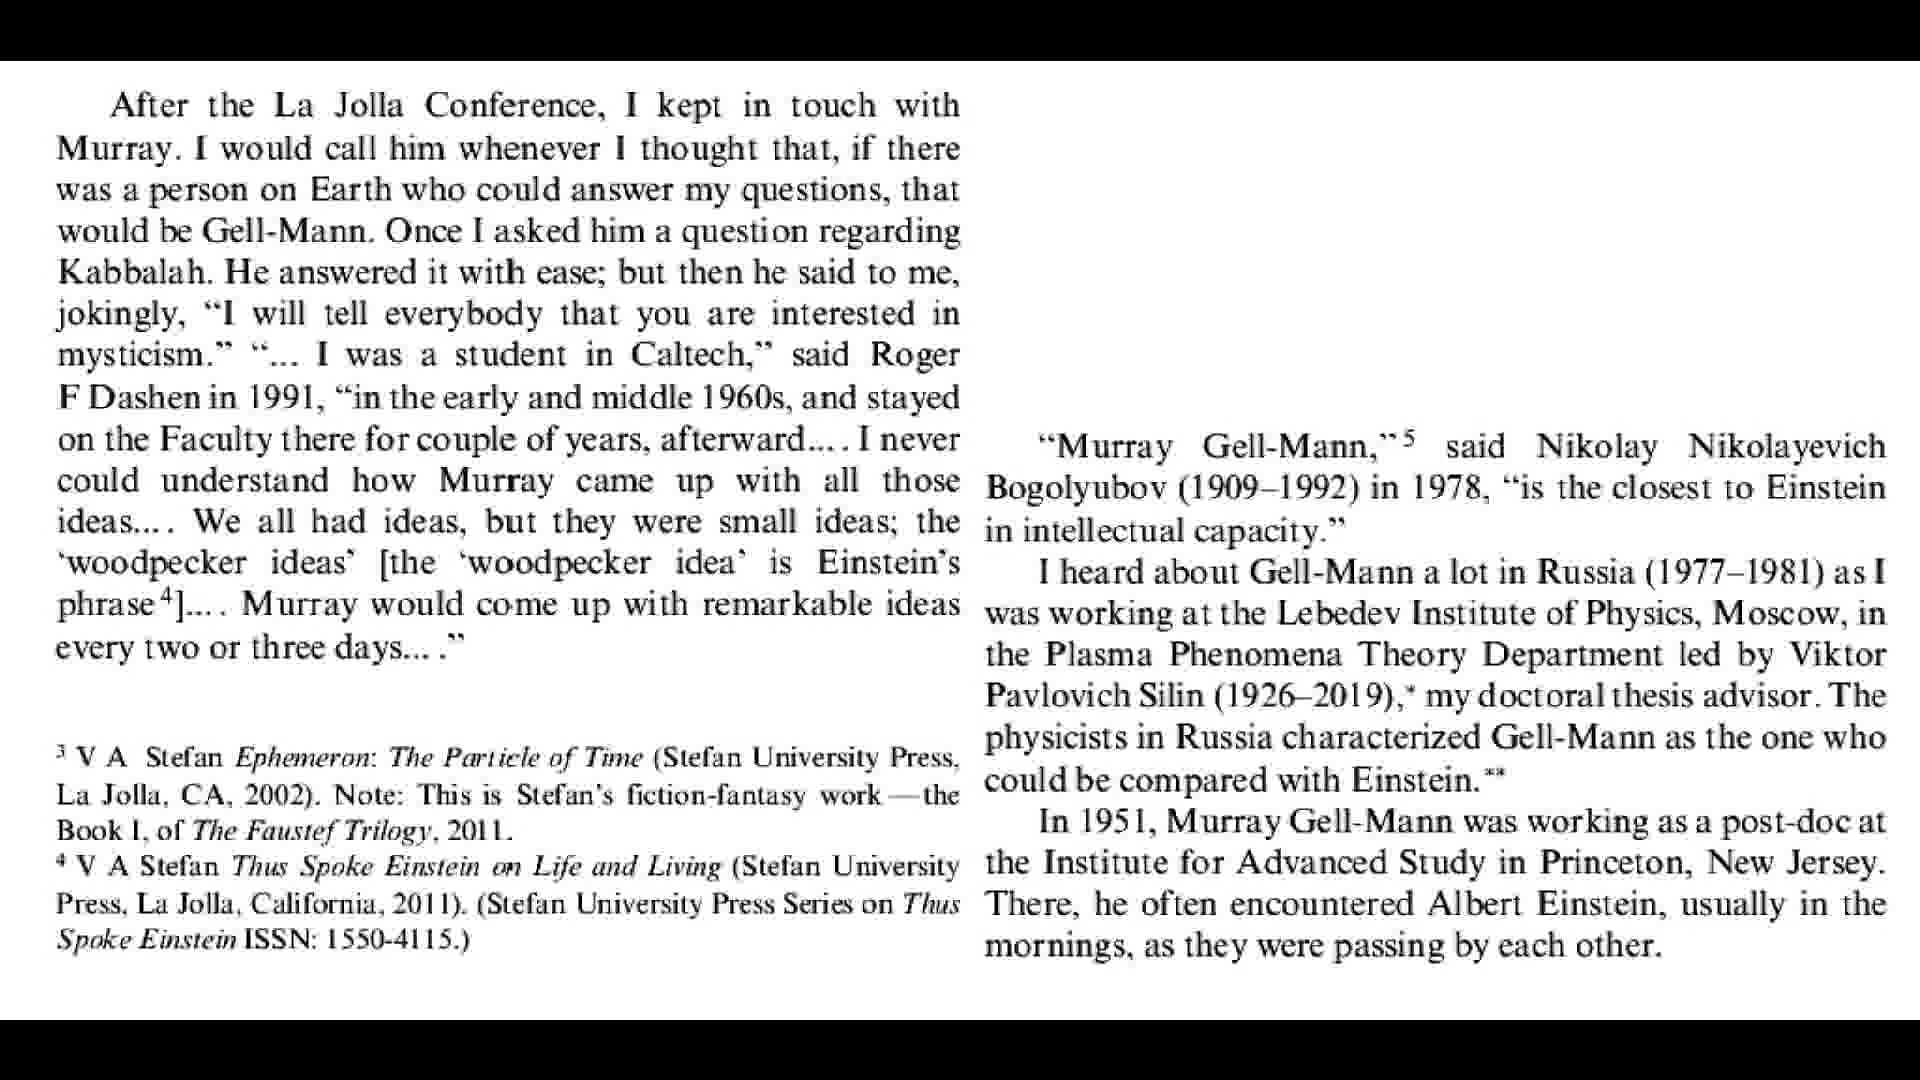 After the La Jolla Conference, I kept in touch with
Murray. I would call him whenever I thought that, if there
was a person on Earth who could answer my questions, that
would be Gell-Mann. Once I asked him a question regarding
Kabbalah. He answered it with ease; but then he said to me,
jokingly, “I will tell everybody that you are interested in
mysticism.” “... I was a student in Caltech,” said Roger
F Dashen in 1991, “in the early and middle 1960s, and stayed
on the Faculty there for couple of years, afterward.... I never
could understand how Murray came up with all those
ideas.... We all had ideas, but they were small ideas; the
‘woodpecker ideas’ [the ‘woodpecker idea’ is Einstein’s
phrase⁴].... Murray would come up with remarkable ideas
every two or three days....”
³ V A Stefan Ephemeron: The Particle of Time (Stefan University Press,
La Jolla, CA, 2002). Note: This is Stefan’s fiction-fantasy work — the
Book I, of The Faustef Trilogy, 2011.
⁴ V A Stefan Thus Spoke Einstein on Life and Living (Stefan University
Press, La Jolla, California, 2011). (Stefan University Press Series on Thus
Spoke Einstein ISSN: 1550-4115.)
“Murray Gell-Mann,”⁵ said Nikolay Nikolayevich
Bogolyubov (1909–1992) in 1978, “is the closest to Einstein
in intellectual capacity.”
I heard about Gell-Mann a lot in Russia (1977–1981) as I
was working at the Lebedev Institute of Physics, Moscow, in
the Plasma Phenomena Theory Department led by Viktor
Pavlovich Silin (1926–2019),* my doctoral thesis advisor. The
physicists in Russia characterized Gell-Mann as the one who
could be compared with Einstein.**
In 1951, Murray Gell-Mann was working as a post-doc at
the Institute for Advanced Study in Princeton, New Jersey.
There, he often encountered Albert Einstein, usually in the
mornings, as they were passing by each other.